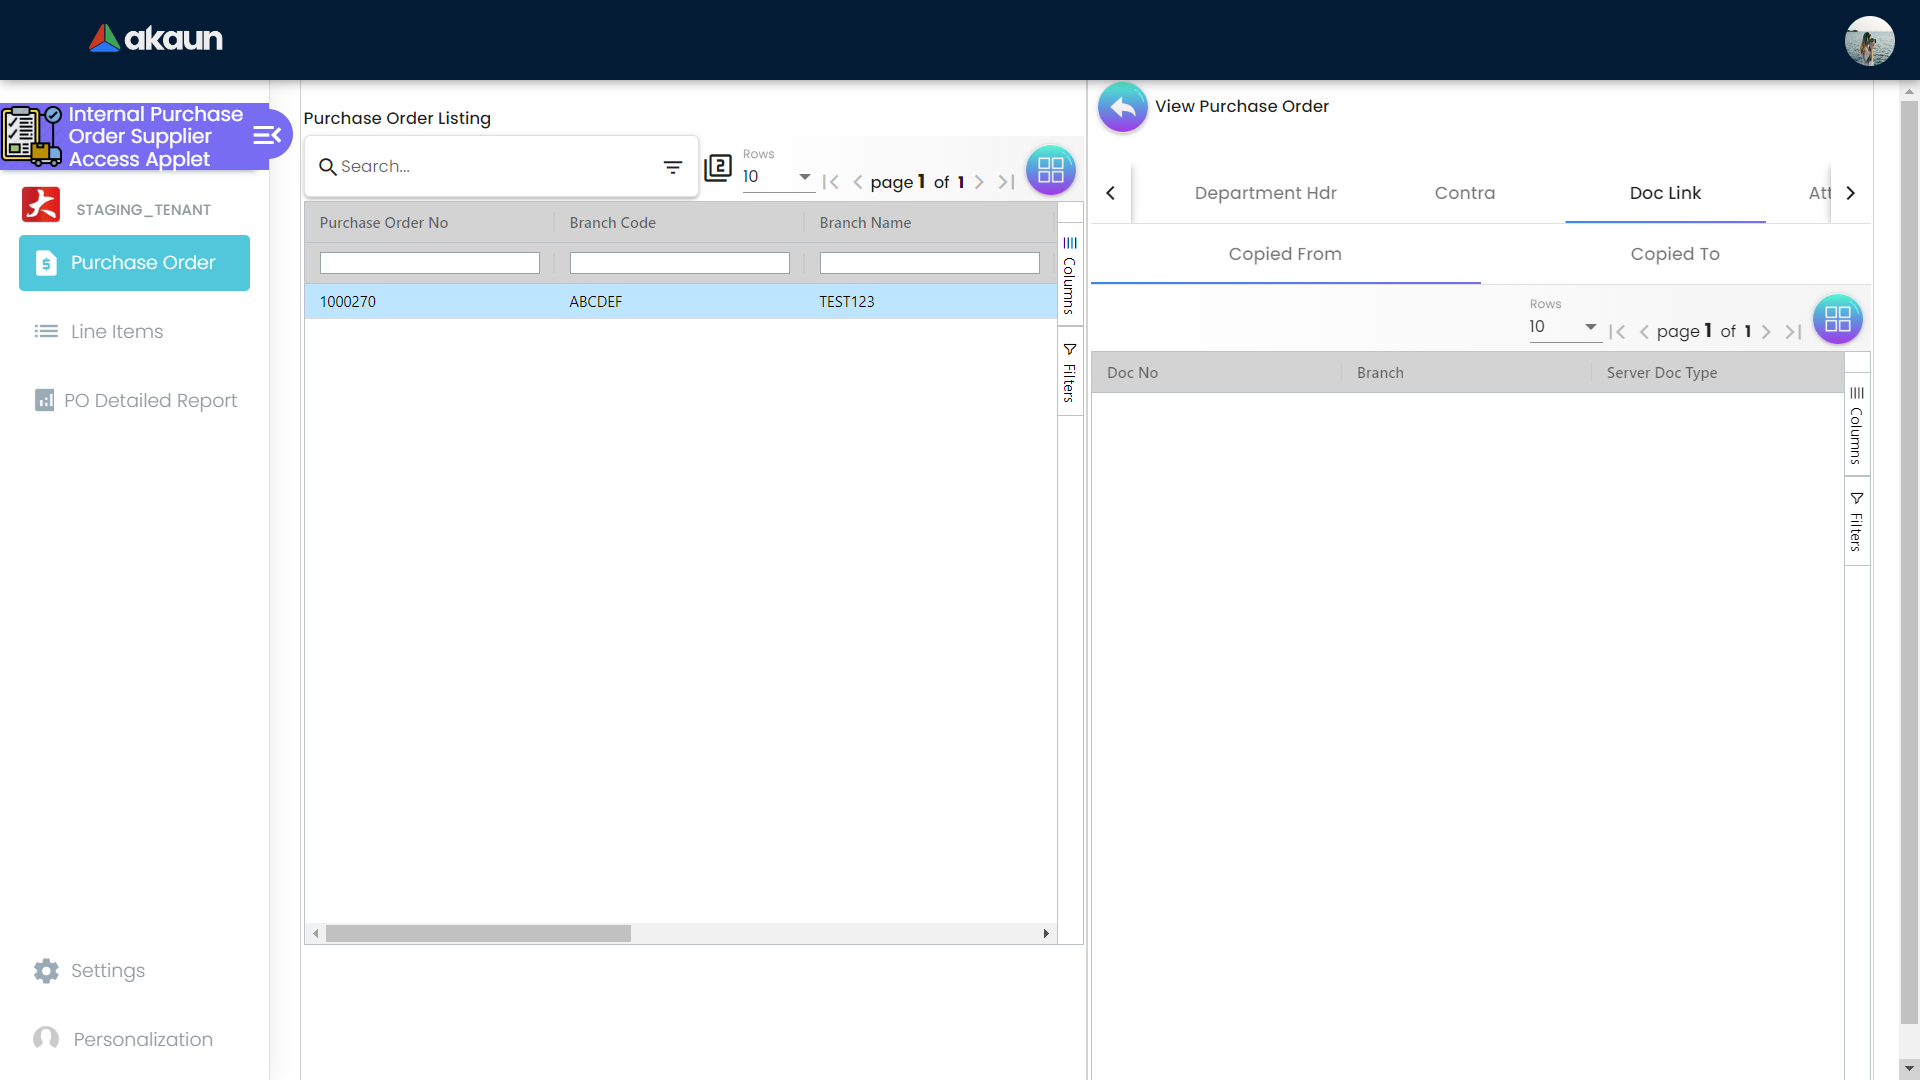 akaun
Internal Purchase
Order Supplier
Access Applet
STAGING_TENANT
Purchase Order
Line Items
PO Detailed Report
Settings
Personalization
Purchase Order Listing
Search...
2
Rows
10
page 1 of 1
Purchase Order No
Branch Code
Branch Name
1000270
ABCDEF
TEST123
Columns
Filters
View Purchase Order
Department Hdr
Contra
Doc Link
Att
Copied From
Copied To
Rows
10
page 1 of 1
Doc No
Branch
Server Doc Type
Columns
Filters